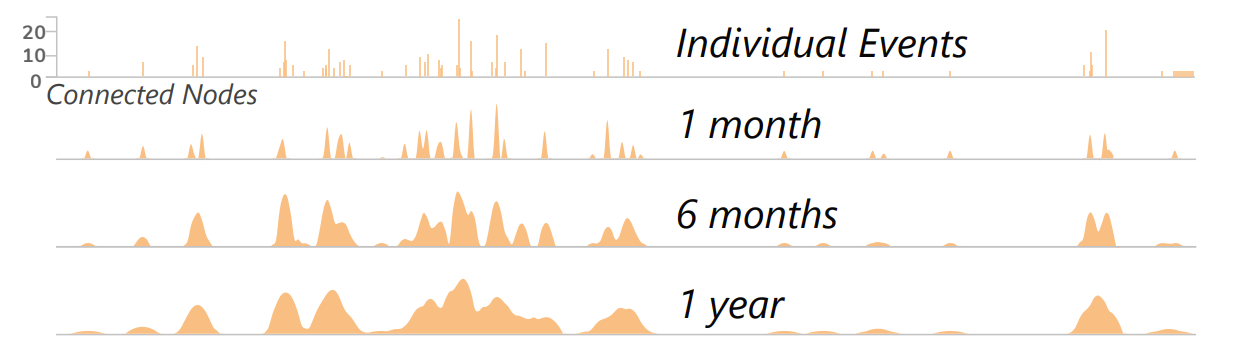 20
10
0
Connected Nodes
Individual Events
1 month
6 months
1 year